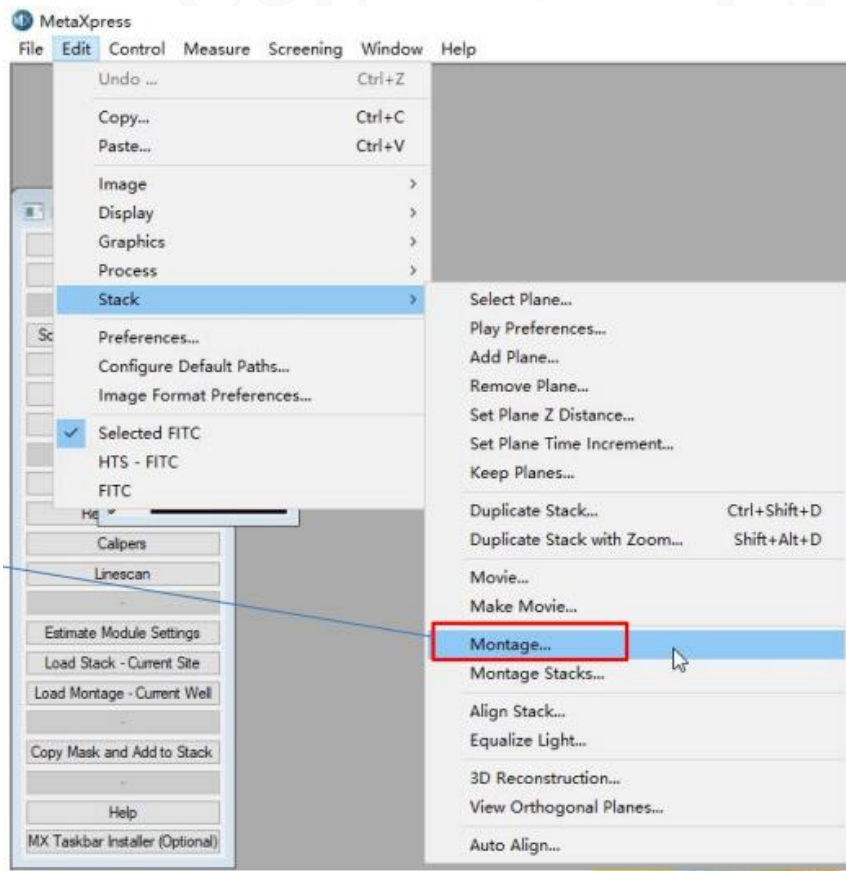 MetaXpress
File Edit Control Measure Screening Window Help
Undo ... Ctrl+Z
Copy... Ctrl+C
Paste... Ctrl+V
Image >
Display >
Graphics >
Process >
Stack >
Preferences...
Configure Default Paths...
Image Format Preferences...
Selected FITC
HTS - FITC
FITC
Select Plane...
Play Preferences...
Add Plane...
Remove Plane...
Set Plane Z Distance...
Set Plane Time Increment...
Keep Planes...
Duplicate Stack... Ctrl+Shift+D
Duplicate Stack with Zoom... Shift+Alt+D
Movie...
Make Movie...
Montage...
Montage Stacks...
Align Stack...
Equalize Light...
3D Reconstruction...
View Orthogonal Planes...
Auto Align...
Calipers
Linescan
-
Estimate Module Settings
Load Stack - Current Site
Load Montage - Current Well
-
Copy Mask and Add to Stack
-
Help
MX Taskbar Installer (Optional)